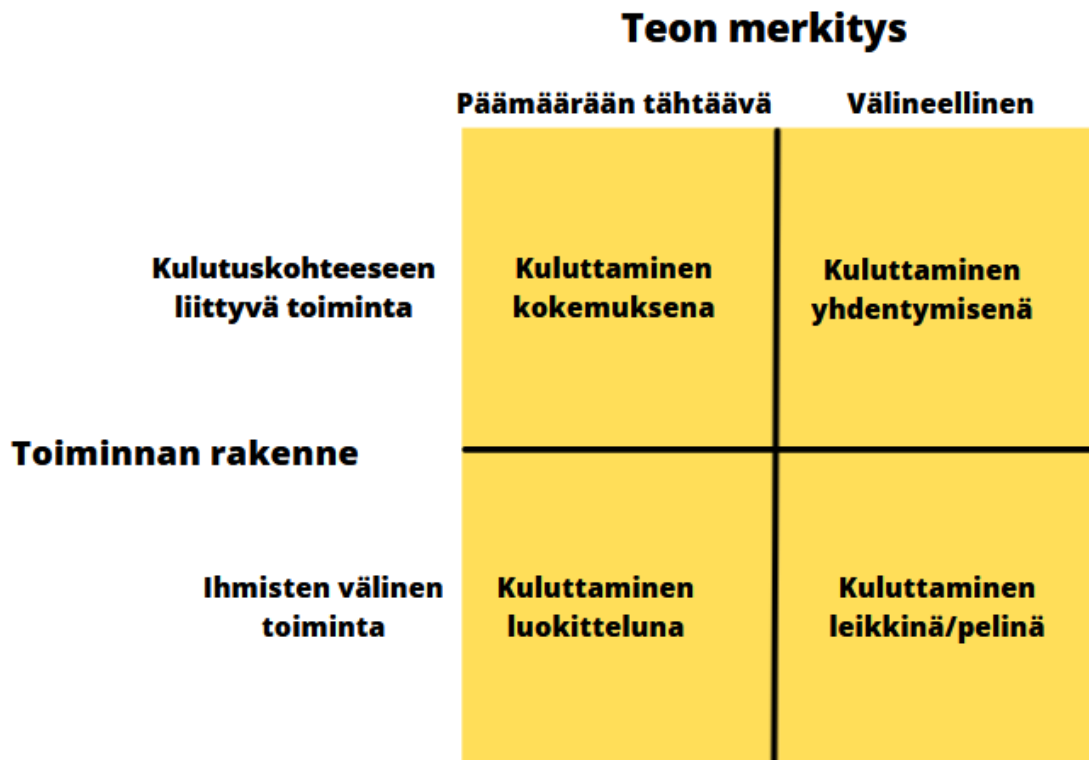 Teon merkitys
Päämäärään tähtäävä
Välineellinen
Kulutuskohteeseen
liittyvä toiminta
Kuluttaminen
kokemuksena
Kuluttaminen
yhdentymisenä
Toiminnan rakenne
Ihmisten välinen
toiminta
Kuluttaminen
luokitteluna
Kuluttaminen
leikkinä/pelinä